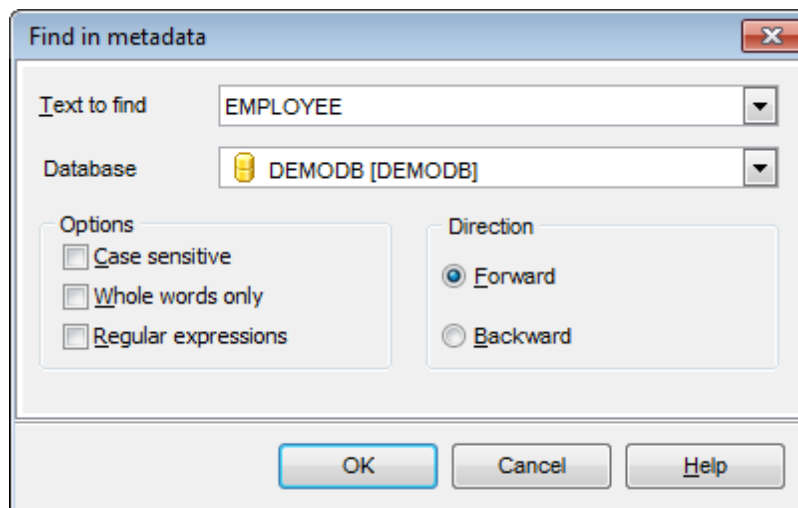 Find in metadata
Text to find
EMPLOYEE
Database
DEMODB [DEMODB]
Options
Case sensitive
Whole words only
Regular expressions
Direction
Forward
Backward
OK
Cancel
Help